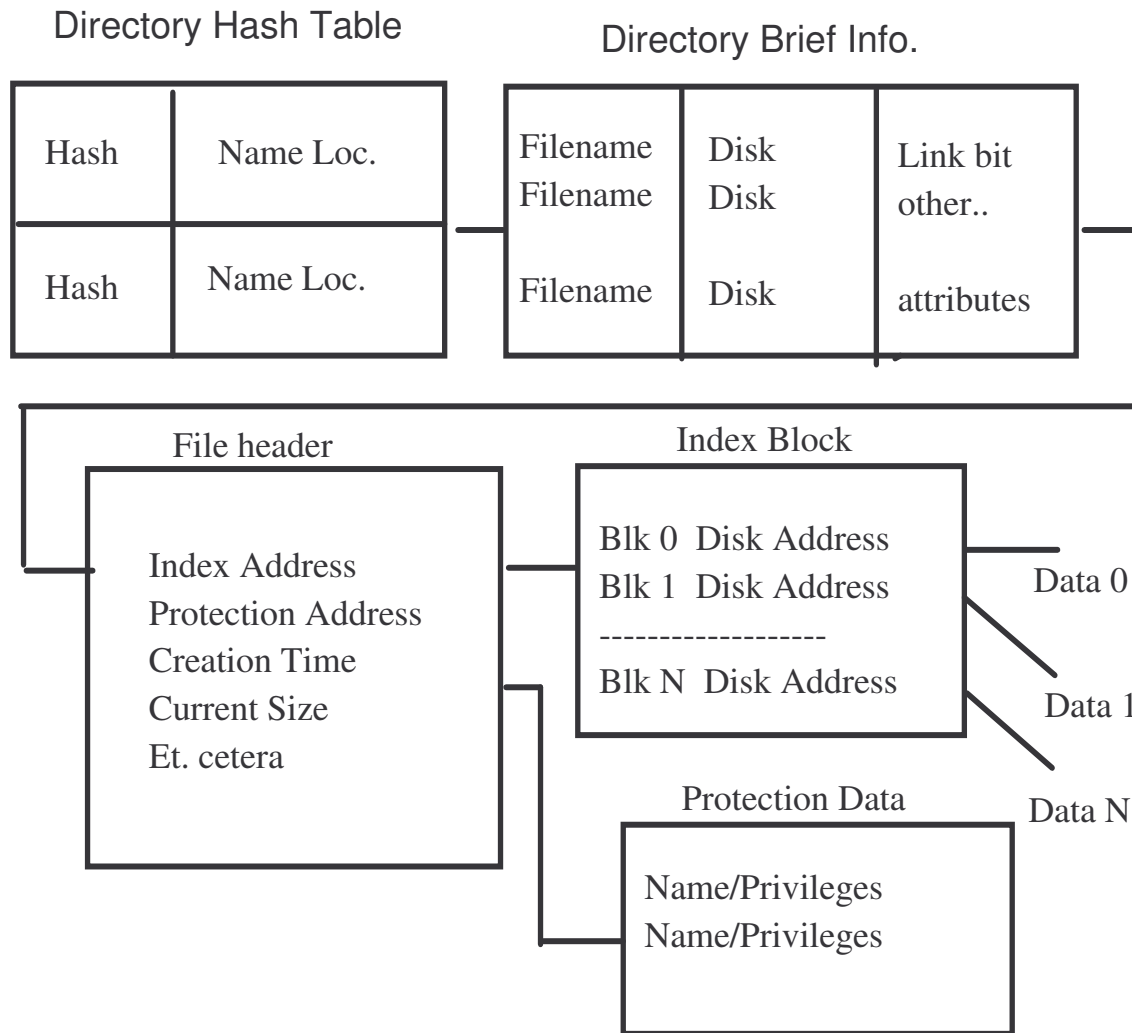 Directory Hash Table
Directory Brief Info.
Hash Name Loc.
Hash Name Loc.
Filename Disk Link bit
Filename Disk other..
Filename Disk attributes
File header
Index Address
Protection Address
Creation Time
Current Size
Et. cetera
Index Block
Blk 0 Disk Address
Blk 1 Disk Address
-------------------
Blk N Disk Address
Data 0
Data 1
Data N
Protection Data
Name/Privileges
Name/Privileges